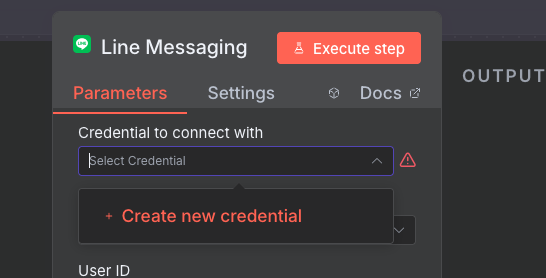 Line Messaging
Execute step
OUTPUT
Parameters
Settings
Docs
Credential to connect with
Select Credential
+ Create new credential
User ID